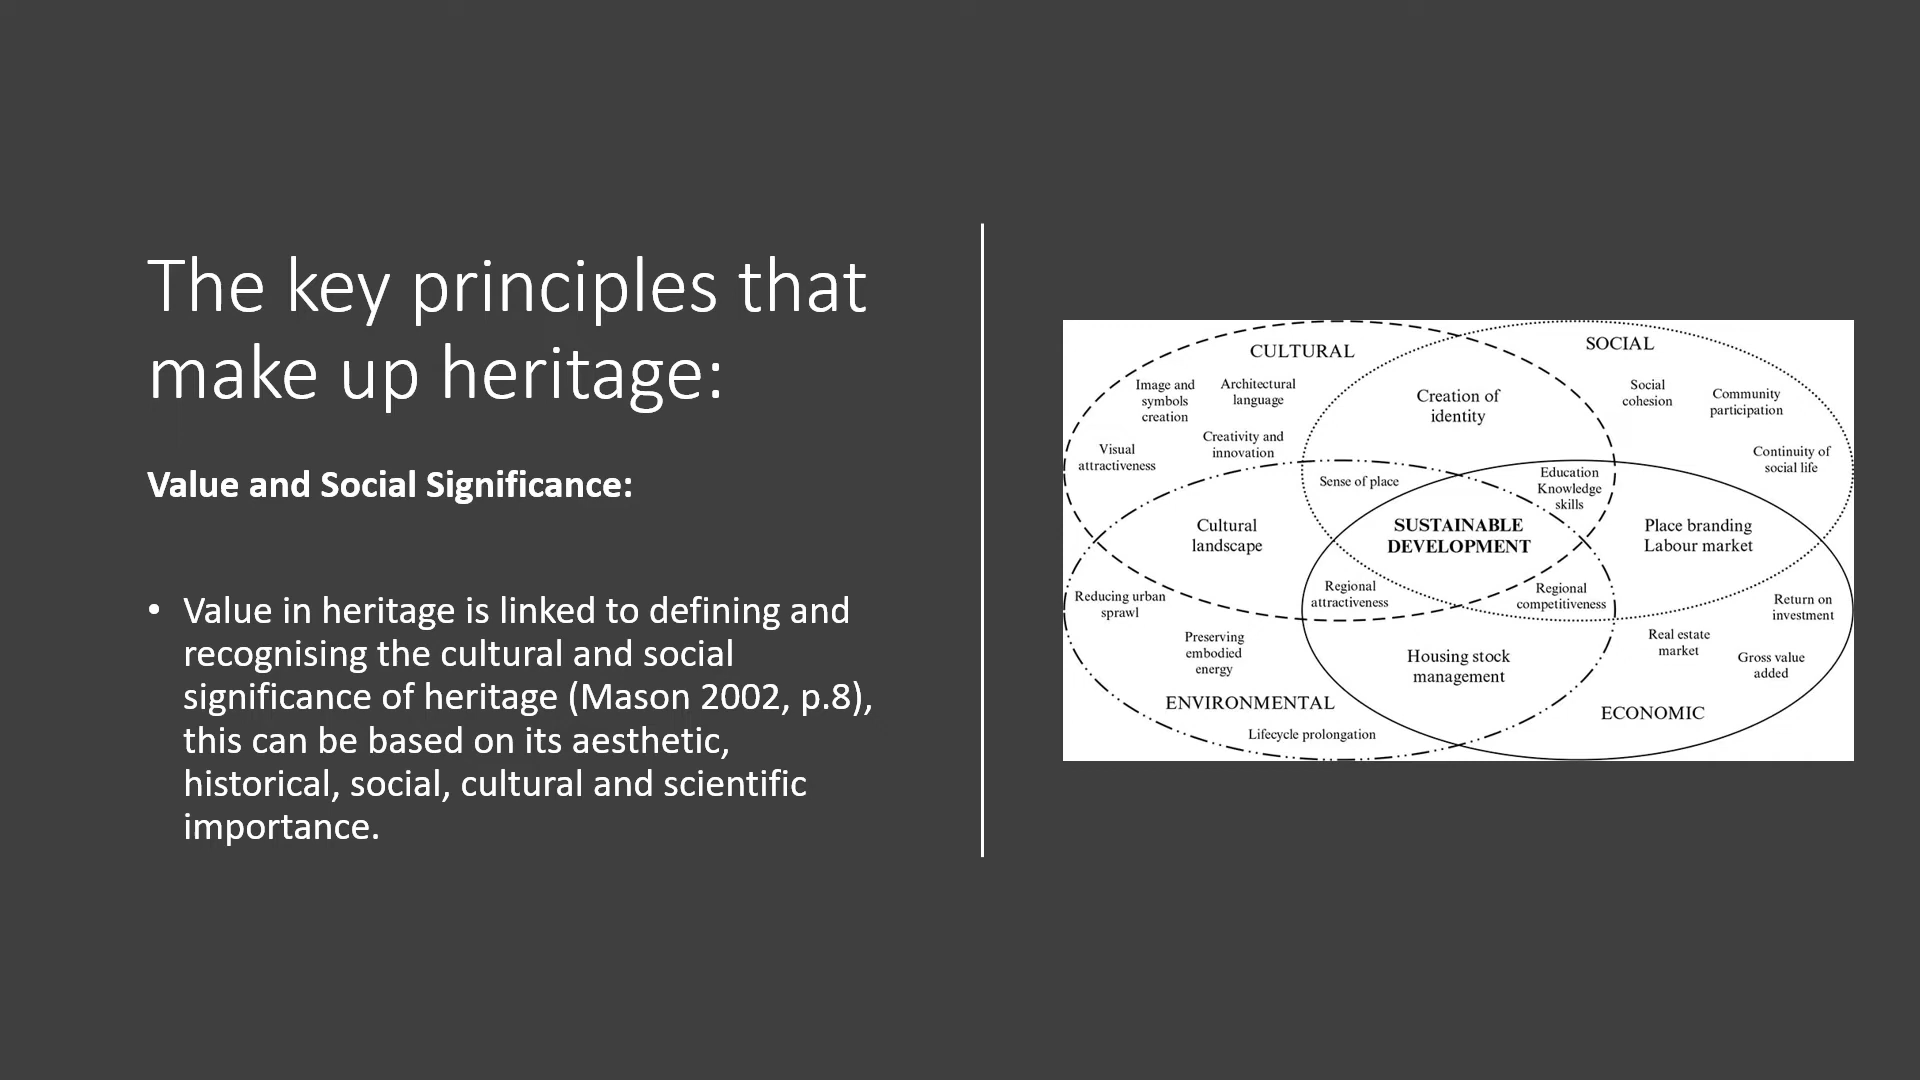 The key principles that
make up heritage:
Value and Social Significance:
• Value in heritage is linked to defining and
recognising the cultural and social
significance of heritage (Mason 2002, p.8),
this can be based on its aesthetic,
historical, social, cultural and scientific
importance.
CULTURAL
Image and
symbols
creation
Architectural
language
Visual
attractiveness
Creativity and
innovation
Creation of
identity
SOCIAL
Social
cohesion
Community
participation
Continuity of
social life
Sense of place
Education
Knowledge
skills
Cultural
landscape
SUSTAINABLE
DEVELOPMENT
Place branding
Labour market
Regional
attractiveness
Regional
competitiveness
Reducing urban
sprawl
Preserving
embodied
energy
ENVIRONMENTAL
Lifecycle prolongation
Housing stock
management
Return on
investment
Real estate
market
Gross value
added
ECONOMIC